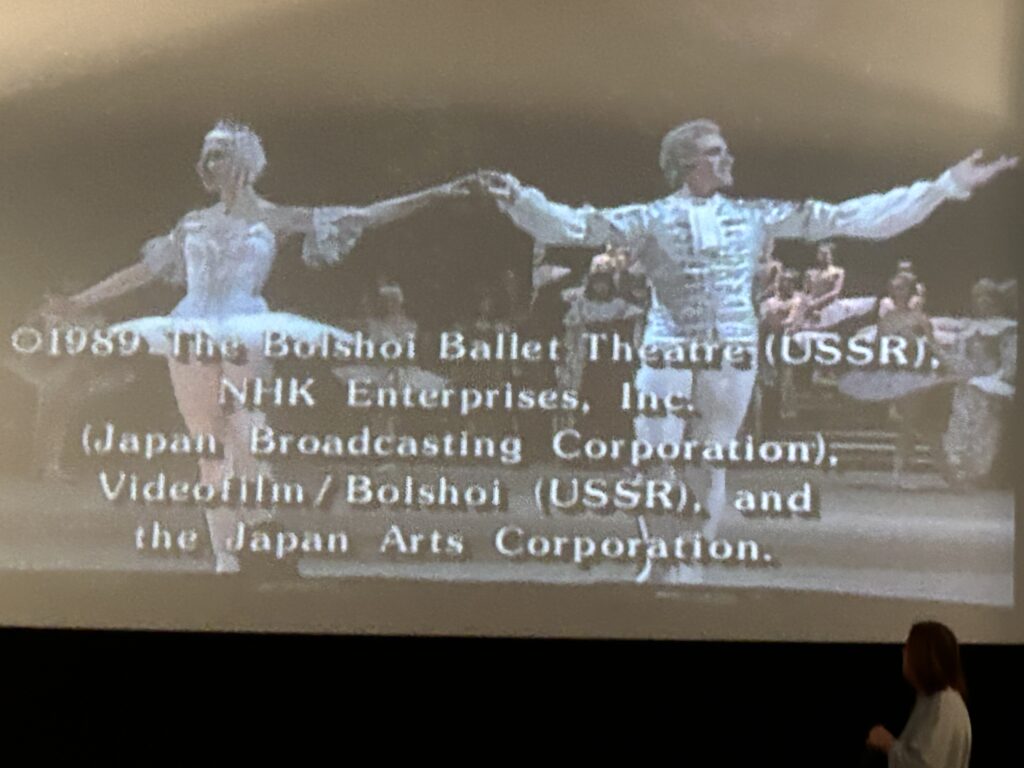 ©1989 The Bolshoi Ballet Theatre (USSR),
NHK Enterprises, Inc.
(Japan Broadcasting Corporation),
Videofilm / Bolshoi (USSR), and
the Japan Arts Corporation.